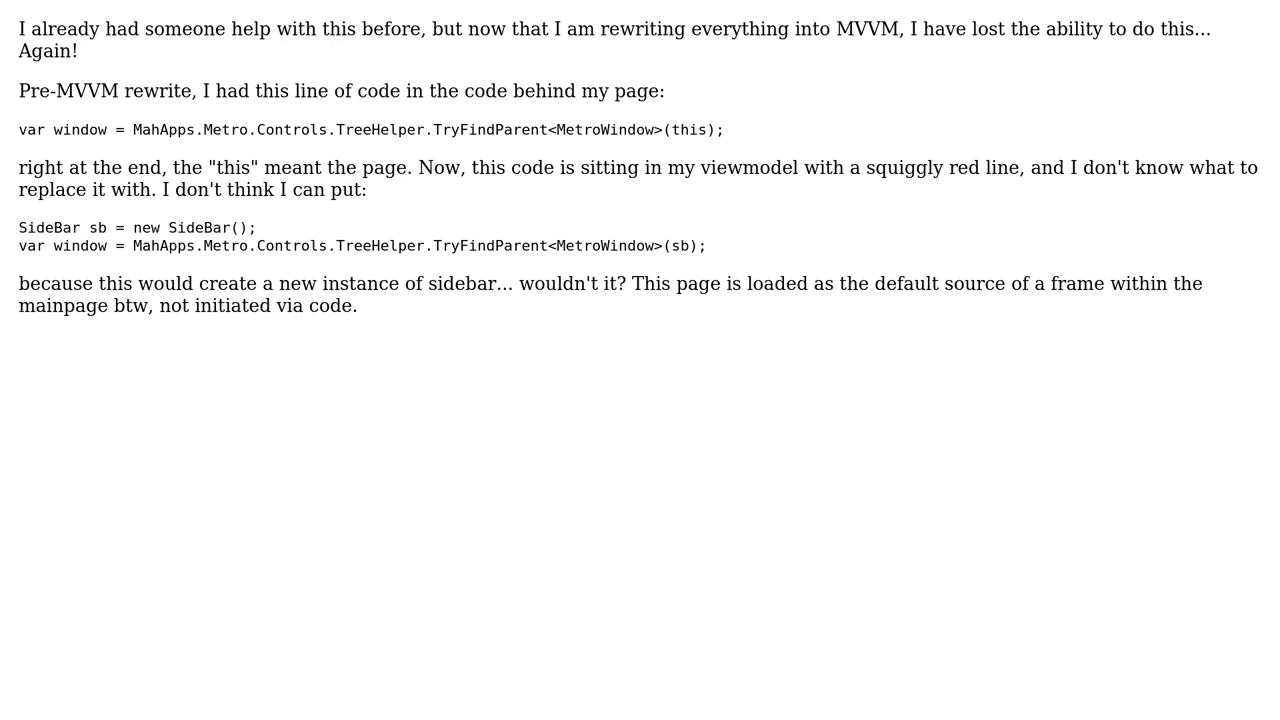 I already had someone help with this before, but now that I am rewriting everything into MVVM, I have lost the ability to do this...
Again!
Pre-MVVM rewrite, I had this line of code in the code behind my page:
var window = MahApps.Metro.Controls.TreeHelper.TryFindParent<MetroWindow>(this);
right at the end, the "this" meant the page. Now, this code is sitting in my viewmodel with a squiggly red line, and I don't know what to
replace it with. I don't think I can put:
SideBar sb = new SideBar();
var window = MahApps.Metro.Controls.TreeHelper.TryFindParent<MetroWindow>(sb);
because this would create a new instance of sidebar... wouldn't it? This page is loaded as the default source of a frame within the
mainpage btw, not initiated via code.